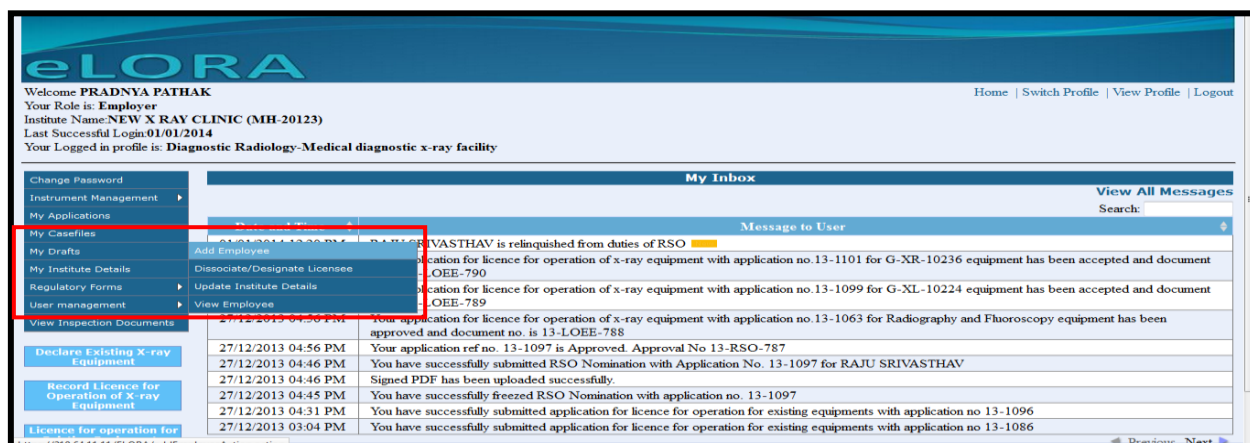 eLORA
Welcome PRADNYA PATHAK
Your Role is: Employer
Institute Name:NEW X RAY CLINIC (MH-20123)
Last Successful Login:01/01/2014
Your Logged in profile is: Diagnostic Radiology-Medical diagnostic x-ray facility
Home | Switch Profile | View Profile | Logout
Change Password
Instrument Management
My Applications
My Casefiles
My Drafts
My Institute Details
Regulatory Forms
User management
View Inspection Documents
Add Employee
Dissociate/Designate Licensee
Update Institute Details
View Employee
Declare Existing X-ray
Equipment
Record Licence for
Operation of X-ray
Equipment
Licence for operation for
My Inbox
View All Messages
Search:
Date and Time Message to User
RAJU SRIVASTHAV is relinquished from duties of RSO
for licence for operation of x-ray equipment with application no.13-1101 for G-XR-10236 equipment has been accepted and document
-LOEE-790
for licence for operation of x-ray equipment with application no.13-1099 for G-XL-10224 equipment has been accepted and document
-LOEE-789
27/12/2013 04:56 PM Your application for licence for operation of x-ray equipment with application no.13-1063 for Radiography and Fluoroscopy equipment has been
approved and document no. is 13-LOEE-788
27/12/2013 04:56 PM Your application ref no. 13-1097 is Approved. Approval No 13-RSO-787
27/12/2013 04:46 PM You have successfully submitted RSO Nomination with Application No. 13-1097 for RAJU SRIVASTHAV
27/12/2013 04:46 PM Signed PDF has been uploaded successfully.
27/12/2013 04:45 PM You have successfully freezed RSO Nomination with application no. 13-1097
27/12/2013 04:31 PM You have successfully submitted application for licence for operation for existing equipments with application no 13-1096
27/12/2013 03:04 PM You have successfully submitted application for licence for operation for existing equipments with application no 13-1086
Previous Next